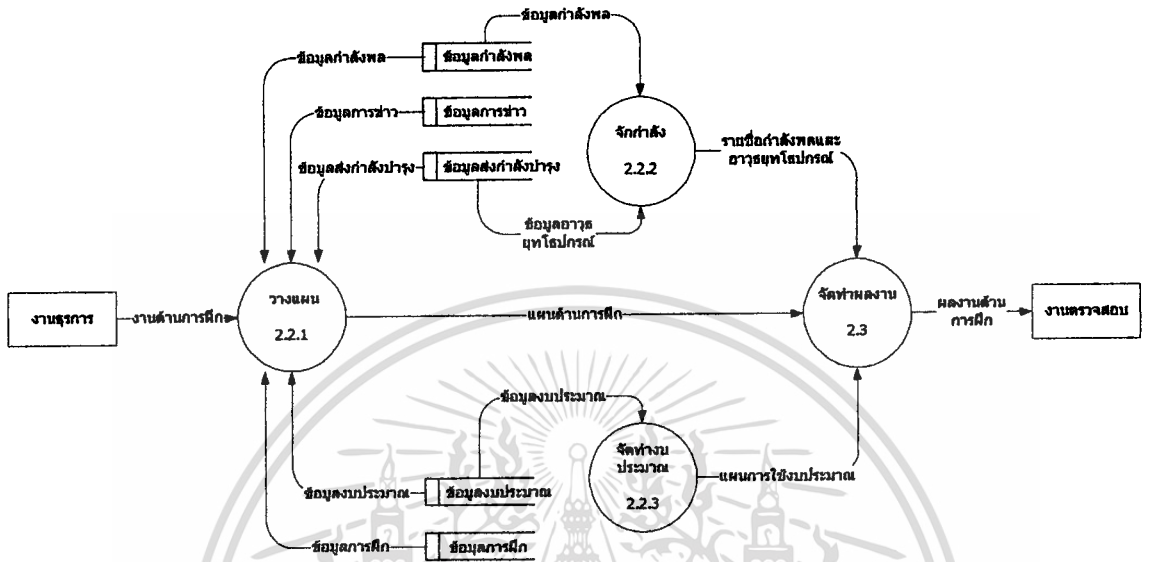 ข้อมูลกำลังพล
ข้อมูลกำลังพล
ข้อมูลกำลังพล
ข้อมูลการข่าว
ข้อมูลการข่าว
ข้อมูลส่งกำลังบำรุง
ข้อมูลส่งกำลังบำรุง
จักกำลัง
2.2.2
รายชื่อกำลังพลและ
อาวุธยุทโธปกรณ์
ข้อมูลอาวุธ
ยุทโธปกรณ์
งานธุรการ
งานด้านการฝึก
วางแผน
2.2.1
แผนด้านการฝึก
จัดทำผลงาน
2.3
ผลงานด้าน
การฝึก
งานตรวจสอบ
ข้อมูลงบประมาณ
จัดทำงบ
ประมาณ
2.2.3
แผนการใช้งบประมาณ
ข้อมูลงบประมาณ
ข้อมูลงบประมาณ
ข้อมูลการฝึก
ข้อมูลการฝึก